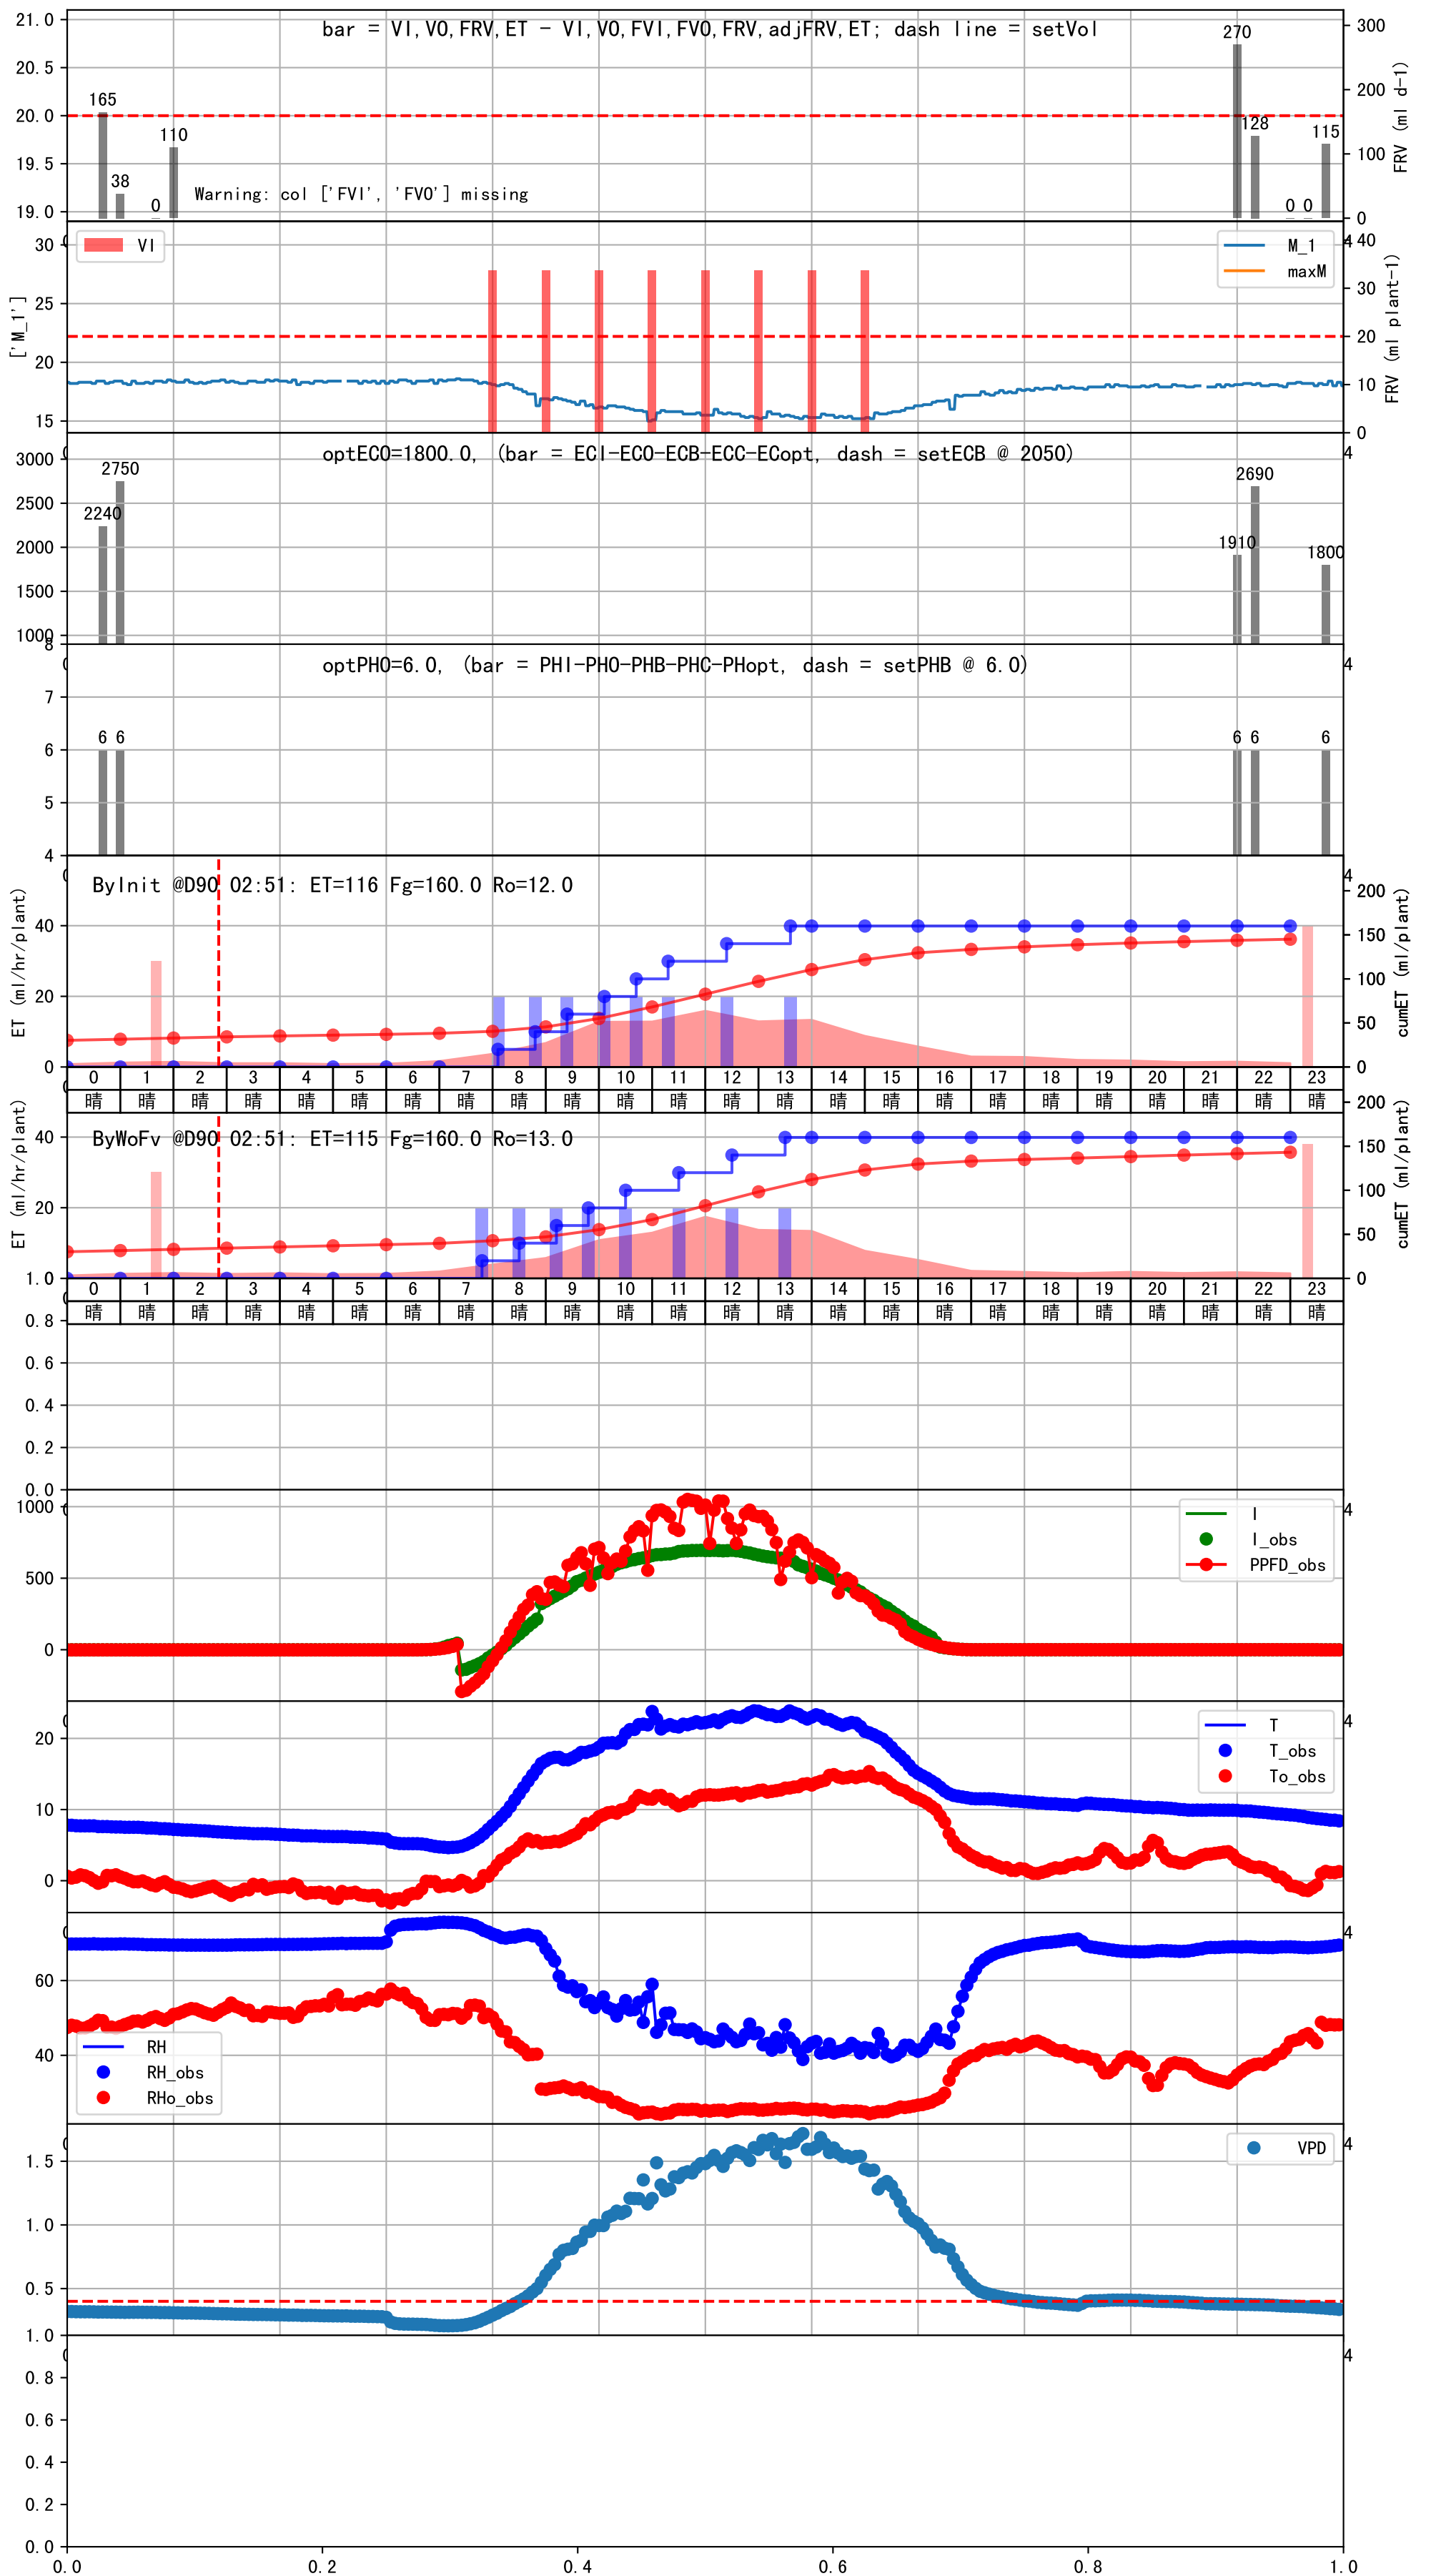 bar = VI,VO,FRV,ET - VI,VO,FVI,FVO,FRV,adjFRV,ET; dash line = setVol
21.0
20.5
20.0
19.5
19.0
300
200
100
0
FRV (ml d-1)
165
38
0
110
270
128
0
0
115
Warning: col ['FVI', 'FVO'] missing
['M_1']
30
25
20
15
VI
M_1
maxM
4
40
30
20
10
0
FRV (ml plant-1)
optECO=1800.0, (bar = ECI-ECO-ECB-ECC-ECopt, dash = setECB @ 2050)
3000
2500
2000
1500
1000
2240
2750
1910
2690
1800
4
optPHO=6.0, (bar = PHI-PHO-PHB-PHC-PHopt, dash = setPHB @ 6.0)
8
7
6
5
4
6 6
6 6
6
4
ByInit @D90 02:51: ET=116 Fg=160.0 Ro=12.0
ET (ml/hr/plant)
40
20
0
4
200
150
100
50
0
cumET (ml/plant)
0 1 2 3 4 5 6 7 8 9 10 11 12 13 14 15 16 17 18 19 20 21 22 23
晴 晴 晴 晴 晴 晴 晴 晴 晴 晴 晴 晴 晴 晴 晴 晴 晴 晴 晴 晴 晴 晴 晴 晴
ByWoFv @D90 02:51: ET=115 Fg=160.0 Ro=13.0
ET (ml/hr/plant)
40
20
200
150
100
50
0
cumET (ml/plant)
0 1 2 3 4 5 6 7 8 9 10 11 12 13 14 15 16 17 18 19 20 21 22 23
晴 晴 晴 晴 晴 晴 晴 晴 晴 晴 晴 晴 晴 晴 晴 晴 晴 晴 晴 晴 晴 晴 晴 晴
1.0
0.8
0.6
0.4
0.2
0.0
1000
500
0
4
I
I_obs
PPFD_obs
20
10
0
4
T
T_obs
To_obs
60
40
4
RH
RH_obs
RHo_obs
1.5
1.0
0.5
4
VPD
1.0
0.8
0.6
0.4
0.2
0.0
4
0.0 0.2 0.4 0.6 0.8 1.0